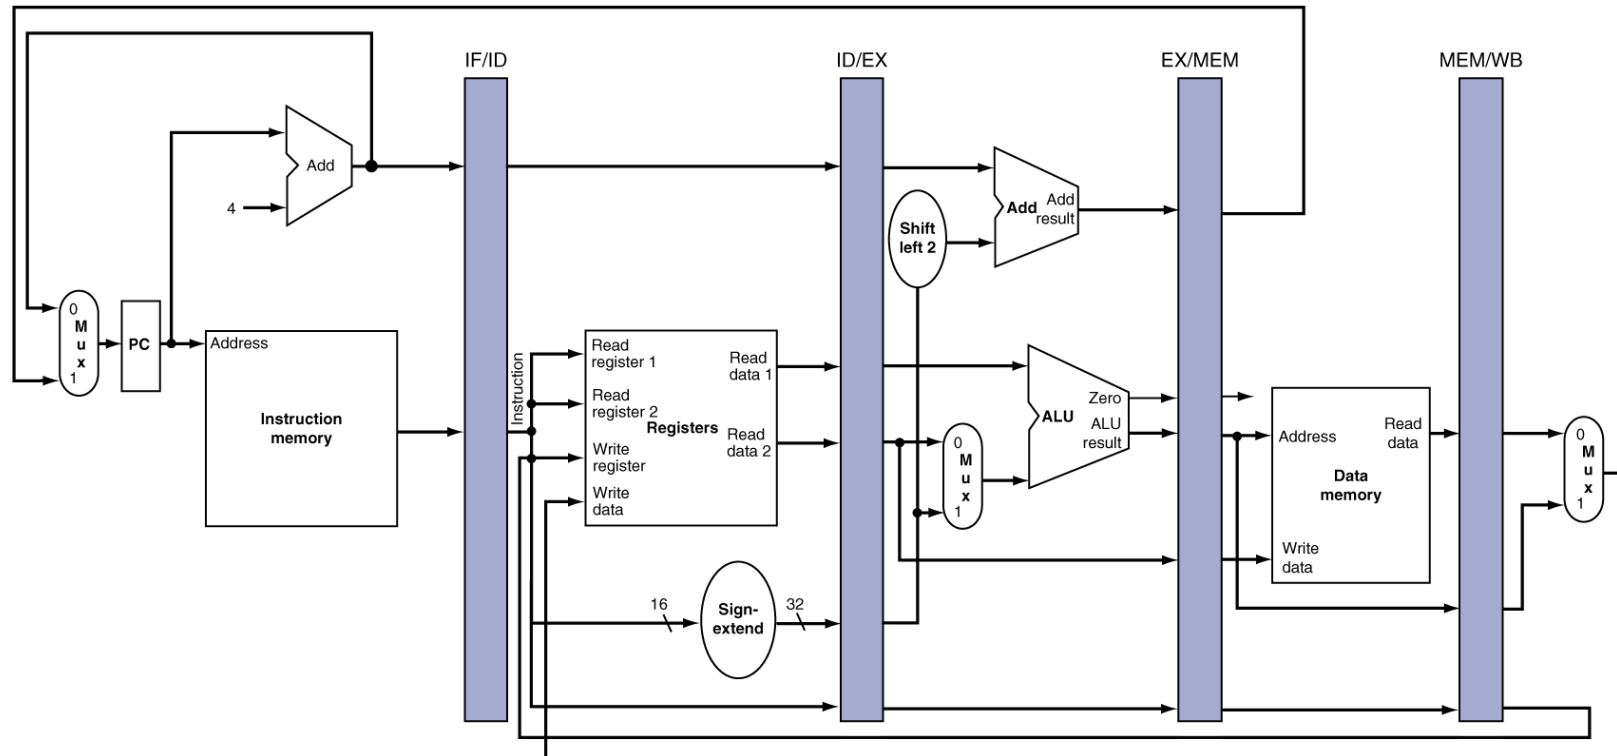 IF/ID
ID/EX
EX/MEM
MEM/WB
Add
4
Shift
left 2
Add
Add
result
0
M
u
x
1
PC
Address
Instruction
memory
Instruction
Read
register 1
Read
register 2
Write
register
Write
data
Registers
Read
data 1
Read
data 2
16
Sign-
extend
32
0
M
u
x
1
ALU
Zero
ALU
result
Address
Read
data
Data
memory
Write
data
0
M
u
x
1